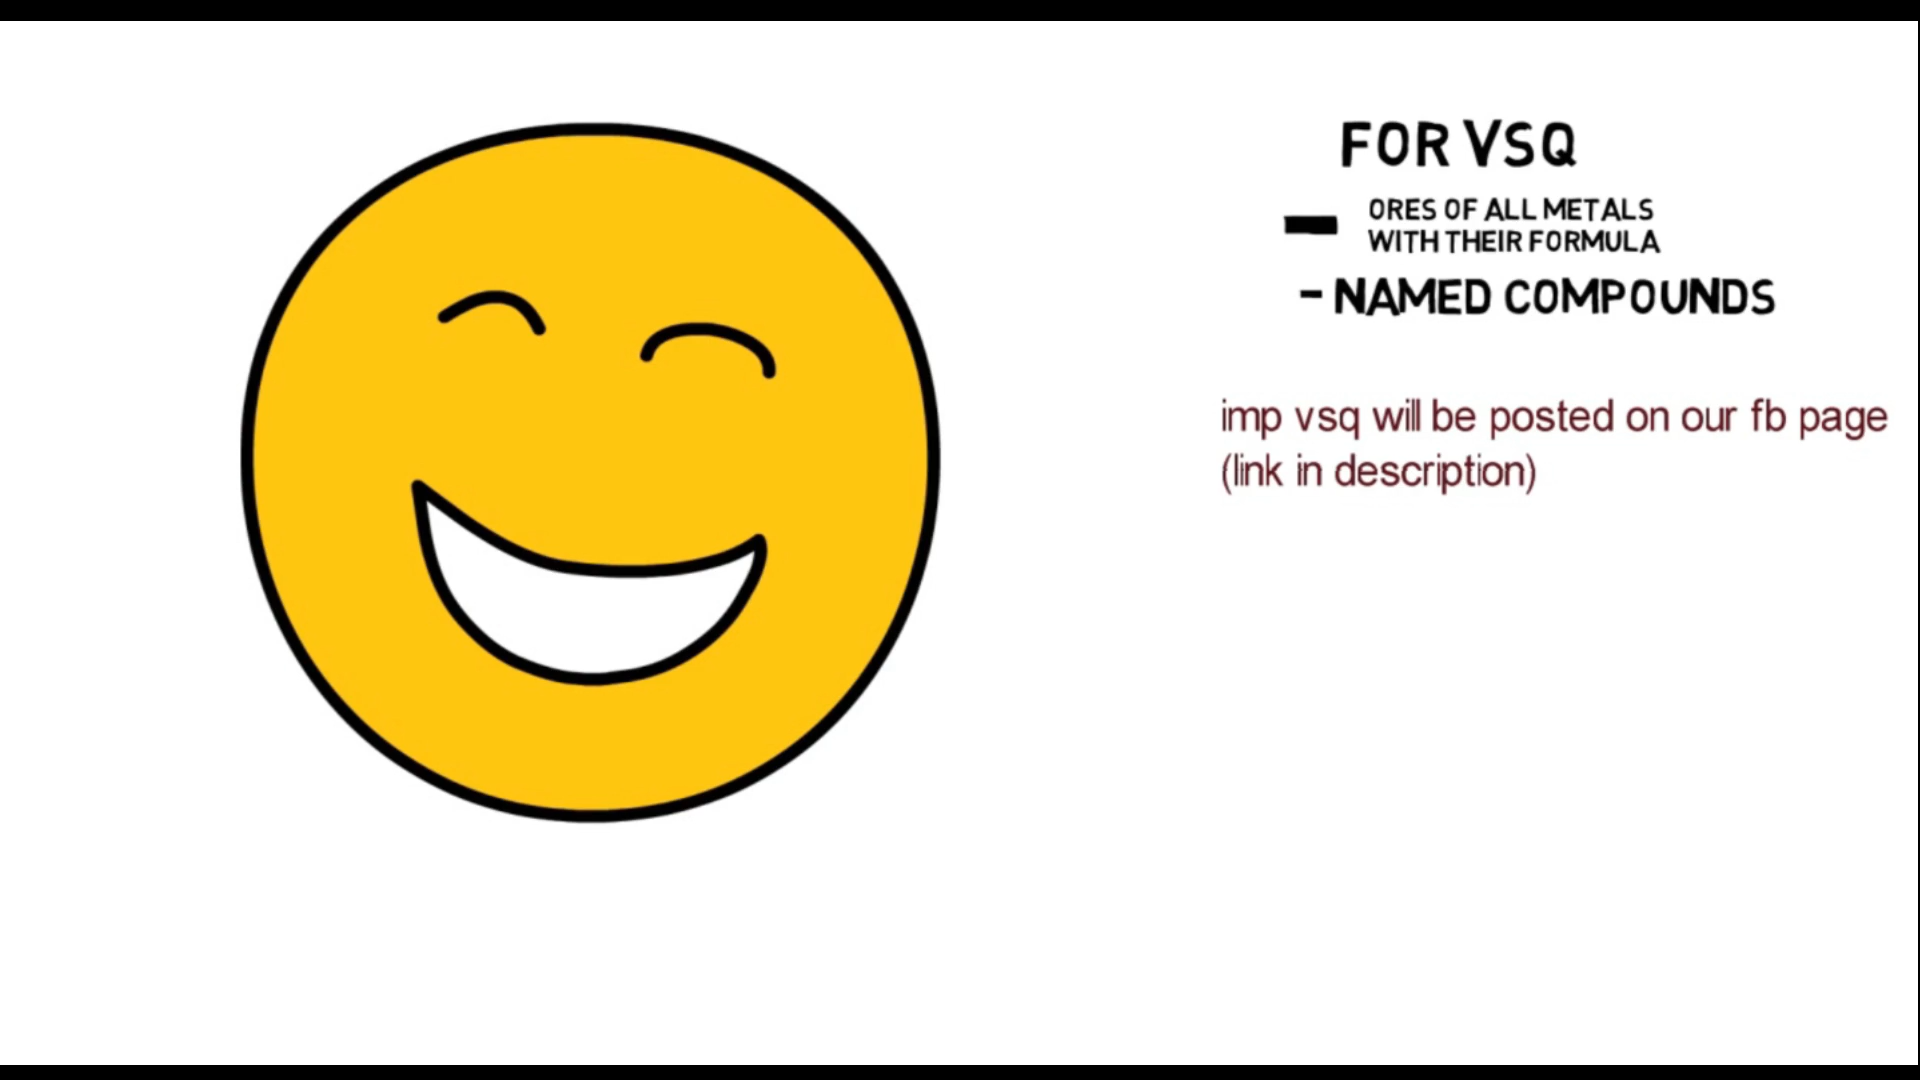 FOR VSQ
- ORES OF ALL METALS
WITH THEIR FORMULA
- NAMED COMPOUNDS
imp vsq will be posted on our fb page
(link in description)